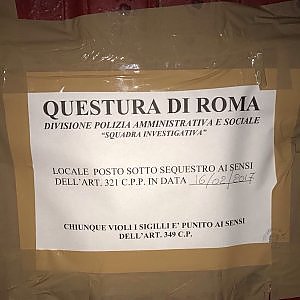 QUESTURA DI ROMA
DIVISIONE POLIZIA AMMINISTRATIVA E SOCIALE
"SQUADRA INVESTIGATIVA"
LOCALE POSTO SOTTO SEQUESTRO AI SENSI
DELL'ART. 321 C.P.P. IN DATA 16/02/2017
CHIUNQUE VIOLI I SIGILLI E' PUNITO AI SENSI
DELL'ART. 349 C.P.